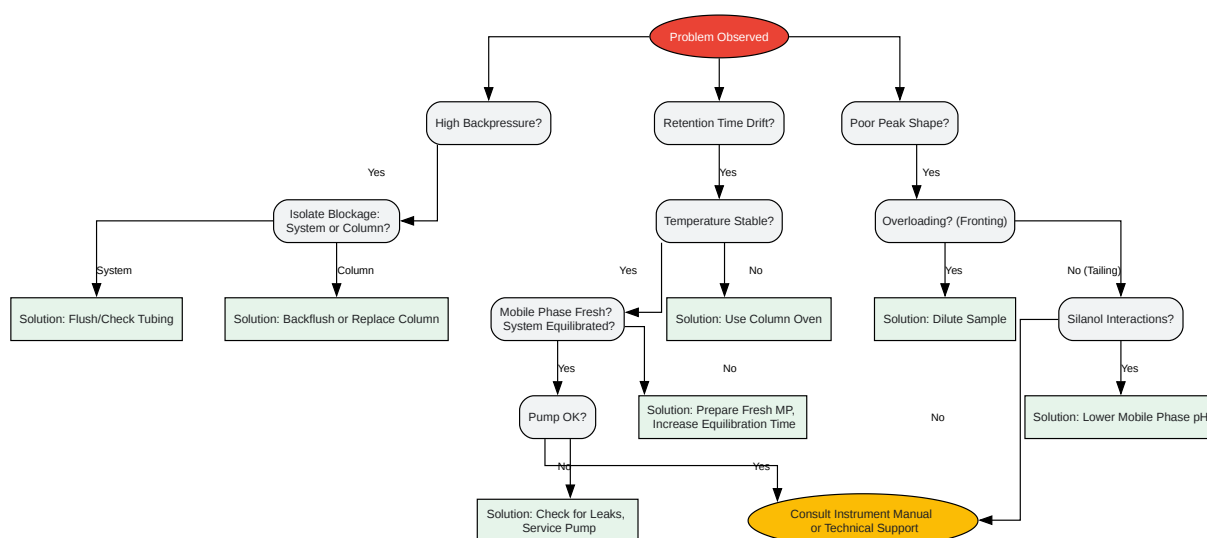 Problem Observed
High Backpressure?
Retention Time Drift?
Poor Peak Shape?
Yes
Yes
Yes
Isolate Blockage:
System or Column?
Temperature Stable?
Overloading? (Fronting)
System
Column
Yes
No
Yes
No (Tailing)
Solution: Flush/Check Tubing
Solution: Backflush or Replace Column
Mobile Phase Fresh?
System Equilibrated?
Solution: Use Column Oven
Solution: Dilute Sample
Silanol Interactions?
Yes
No
Yes
Pump OK?
Solution: Prepare Fresh MP,
Increase Equilibration Time
No
Solution: Lower Mobile Phase pH
No
Yes
Solution: Check for Leaks,
Service Pump
Consult Instrument Manual
or Technical Support